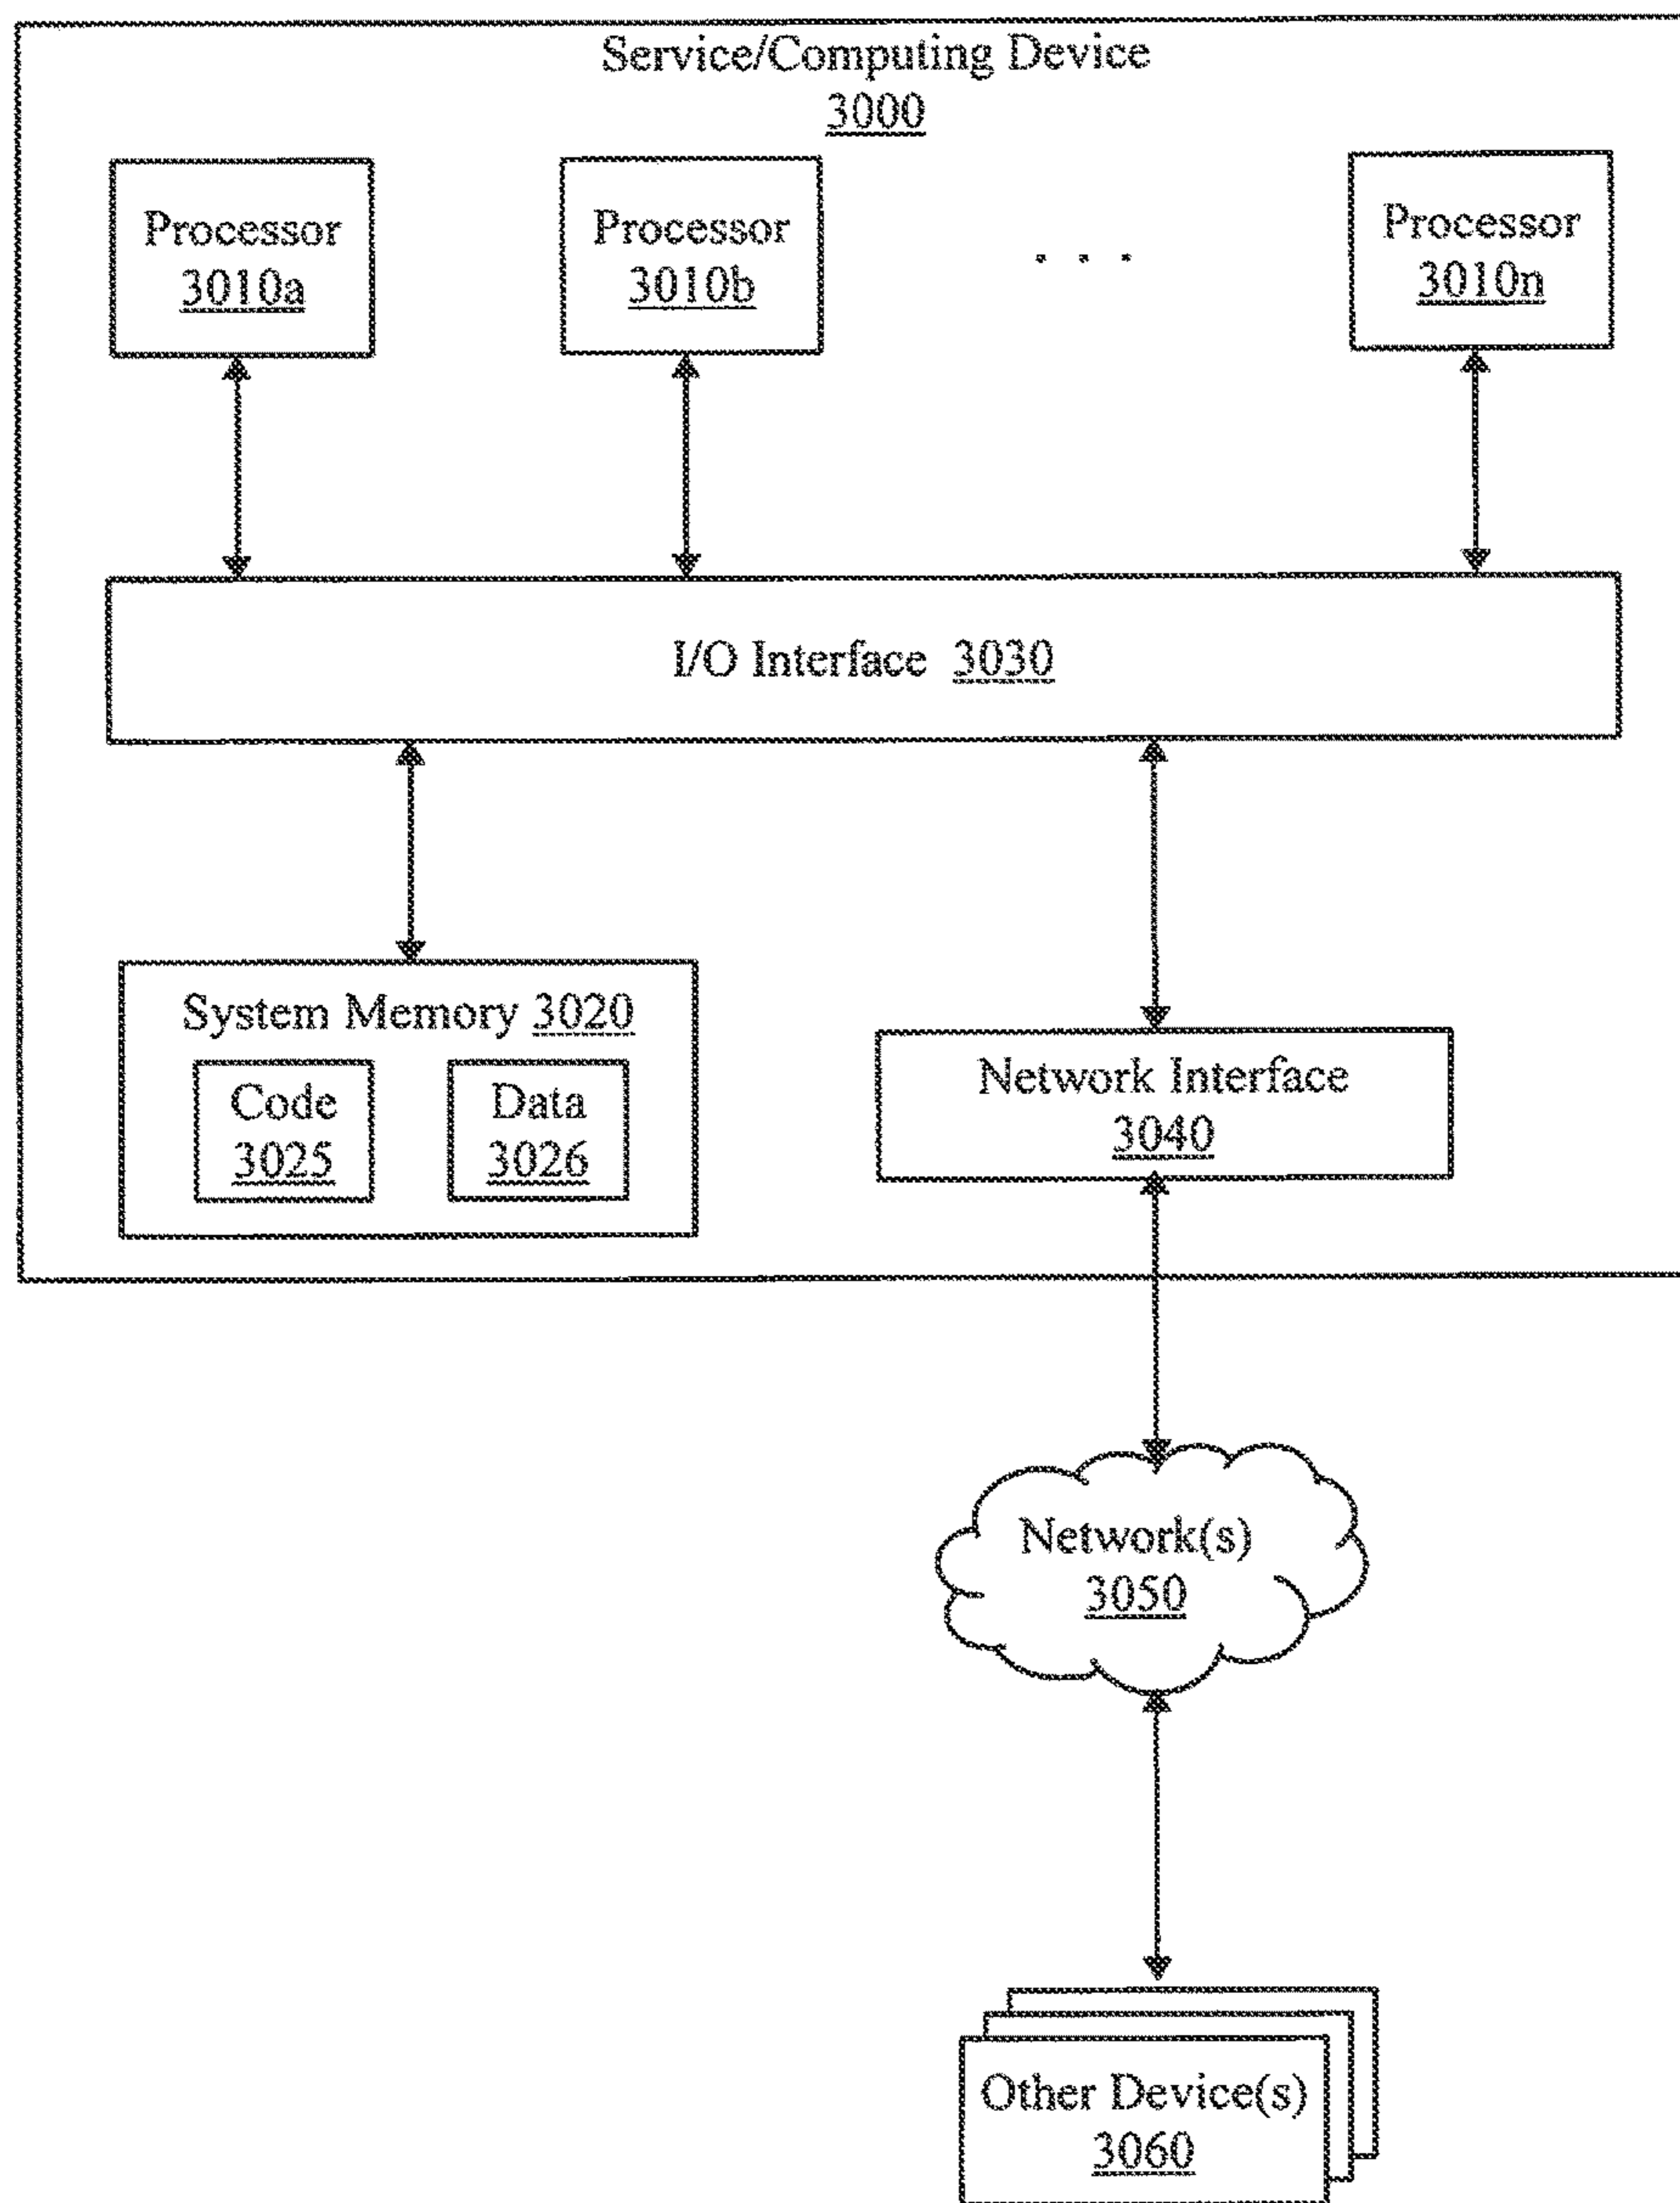 Service/Computing Device
3000
Processor
3010a
Processor
3010b
. . .
Processor
3010n
I/O Interface 3030
System Memory 3020
Code
3025
Data
3026
Network Interface
3040
Network(s)
3050
Other Device(s)
3060